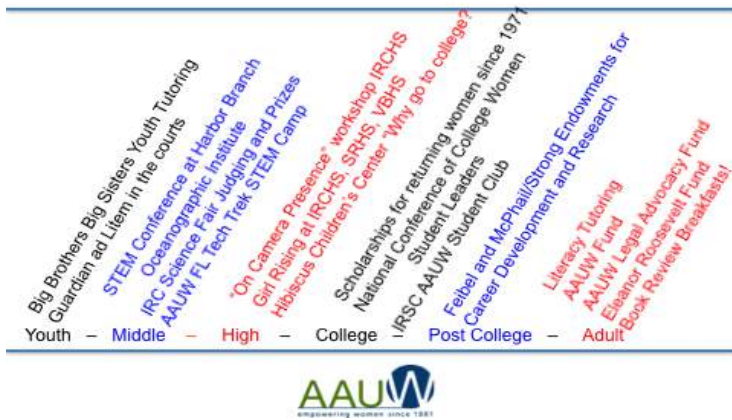 Big Brothers Big Sisters Youth Tutoring
Guardian ad Litem in the courts
STEM Conference at Harbor Branch
Oceanographic Institute
IRC Science Fair Judging and Prizes
AAUW FL Tech Trek STEM Camp
"On Camera Presence" workshop IRCHS
Girl Rising at IRCHS, SRHS, VBHS
Hibiscus Children's Center "Why go to college?
Scholarships for returning women since 1971
National Conference of College Women
Student Leaders
IRSC AAUW Student Club
Feibel and McPhail/Strong Endowments for
Career Development and Research
Literacy Tutoring
AAUW Fund
AAUW Legal Advocacy Fund
Eleanor Roosevelt Fund
Book Review Breakfasts!
Youth – Middle – High – College – Post College – Adult
AAUW
empowering women since 1881